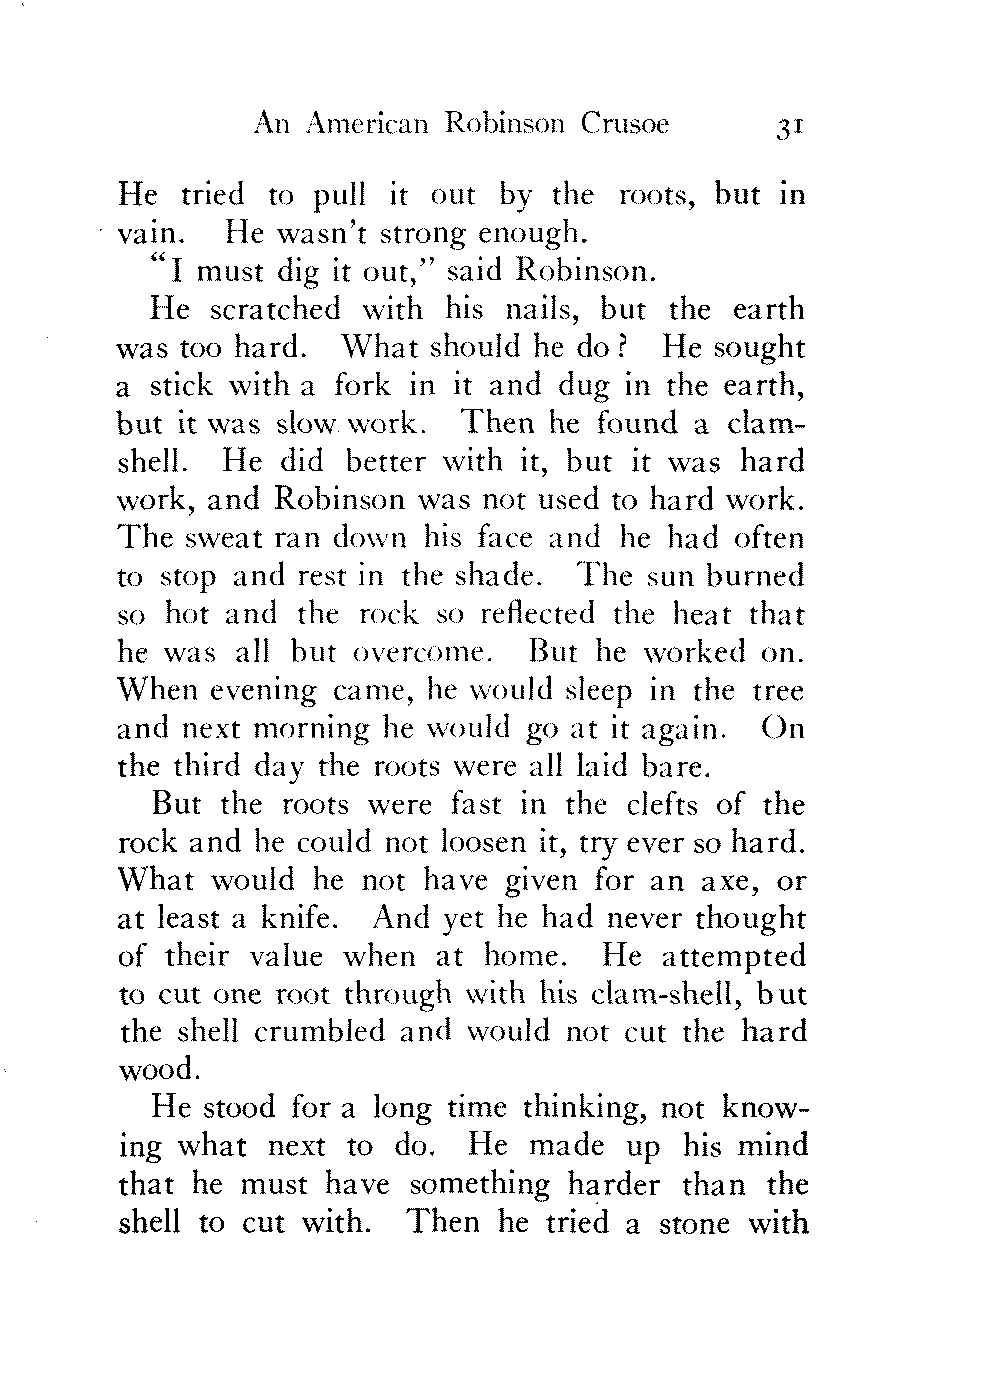 An American Robinson Crusoe 31
He tried to pull it out by the roots, but in
vain. He wasn't strong enough.
"I must dig it out," said Robinson.
He scratched with his nails, but the earth
was too hard. What should he do? He sought
a stick with a fork in it and dug in the earth,
but it was slow work. Then he found a clam-
shell. He did better with it, but it was hard
work, and Robinson was not used to hard work.
The sweat ran down his face and he had often
to stop and rest in the shade. The sun burned
so hot and the rock so reflected the heat that
he was all but overcome. But he worked on.
When evening came, he would sleep in the tree
and next morning he would go at it again. On
the third day the roots were all laid bare.
But the roots were fast in the clefts of the
rock and he could not loosen it, try ever so hard.
What would he not have given for an axe, or
at least a knife. And yet he had never thought
of their value when at home. He attempted
to cut one root through with his clam-shell, but
the shell crumbled and would not cut the hard
wood.
He stood for a long time thinking, not know-
ing what next to do. He made up his mind
that he must have something harder than the
shell to cut with. Then he tried a stone with